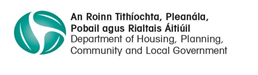 An Roinn Tithíochta, Pleanála,
Pobail agus Rialtais Áitiúil
Department of Housing, Planning,
Community and Local Government